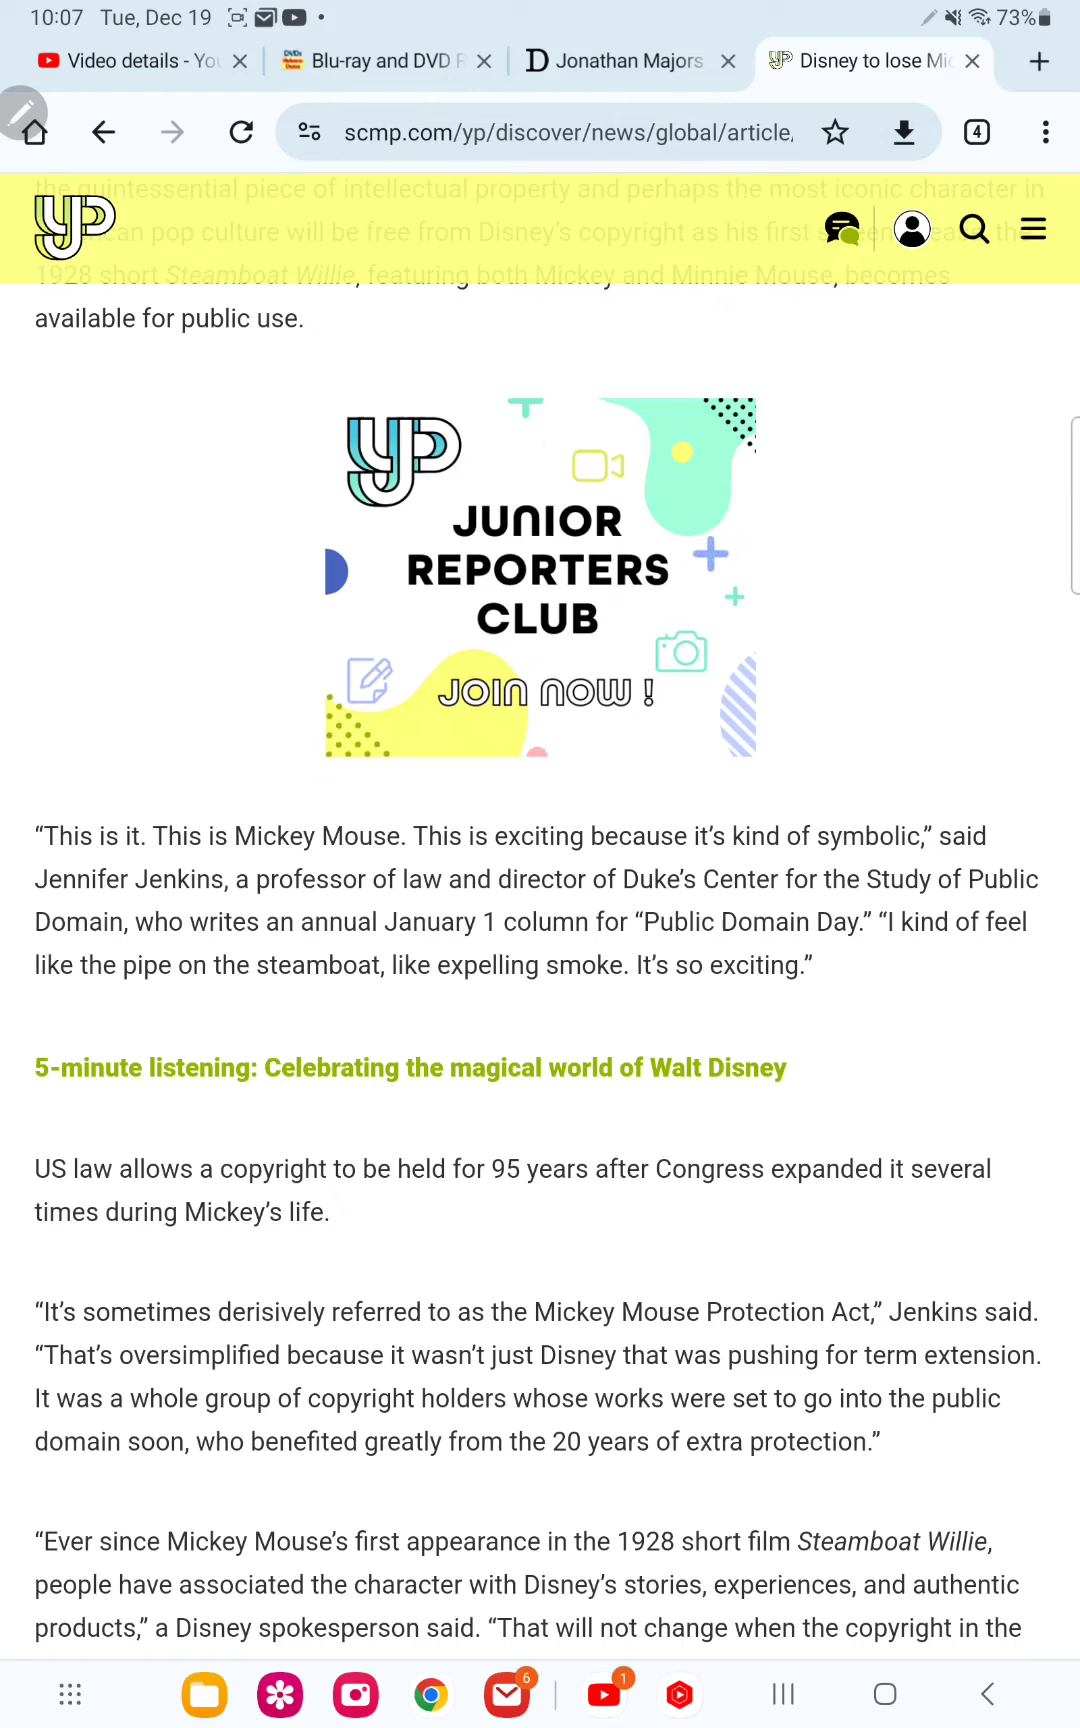 10:07 Tue, Dec 19
73%
Video details - You
Blu-ray and DVD R
Jonathan Majors
Disney to lose Mic
scmp.com/yp/discover/news/global/article,
4
the quintessential piece of intellectual property and perhaps the most iconic character in
can pop culture will be free from Disney's copyright as his first
1928 short Steamboat Willie, featuring both Mickey and Minnie Mouse, becomes
available for public use.
YP
JUNIOR
REPORTERS
CLUB
JOIN NOW !
“This is it. This is Mickey Mouse. This is exciting because it’s kind of symbolic,” said
Jennifer Jenkins, a professor of law and director of Duke’s Center for the Study of Public
Domain, who writes an annual January 1 column for “Public Domain Day.” “I kind of feel
like the pipe on the steamboat, like expelling smoke. It’s so exciting.”
5-minute listening: Celebrating the magical world of Walt Disney
US law allows a copyright to be held for 95 years after Congress expanded it several
times during Mickey’s life.
“It’s sometimes derisively referred to as the Mickey Mouse Protection Act,” Jenkins said.
“That’s oversimplified because it wasn’t just Disney that was pushing for term extension.
It was a whole group of copyright holders whose works were set to go into the public
domain soon, who benefited greatly from the 20 years of extra protection.”
“Ever since Mickey Mouse’s first appearance in the 1928 short film Steamboat Willie,
people have associated the character with Disney’s stories, experiences, and authentic
products,” a Disney spokesperson said. “That will not change when the copyright in the
6
1